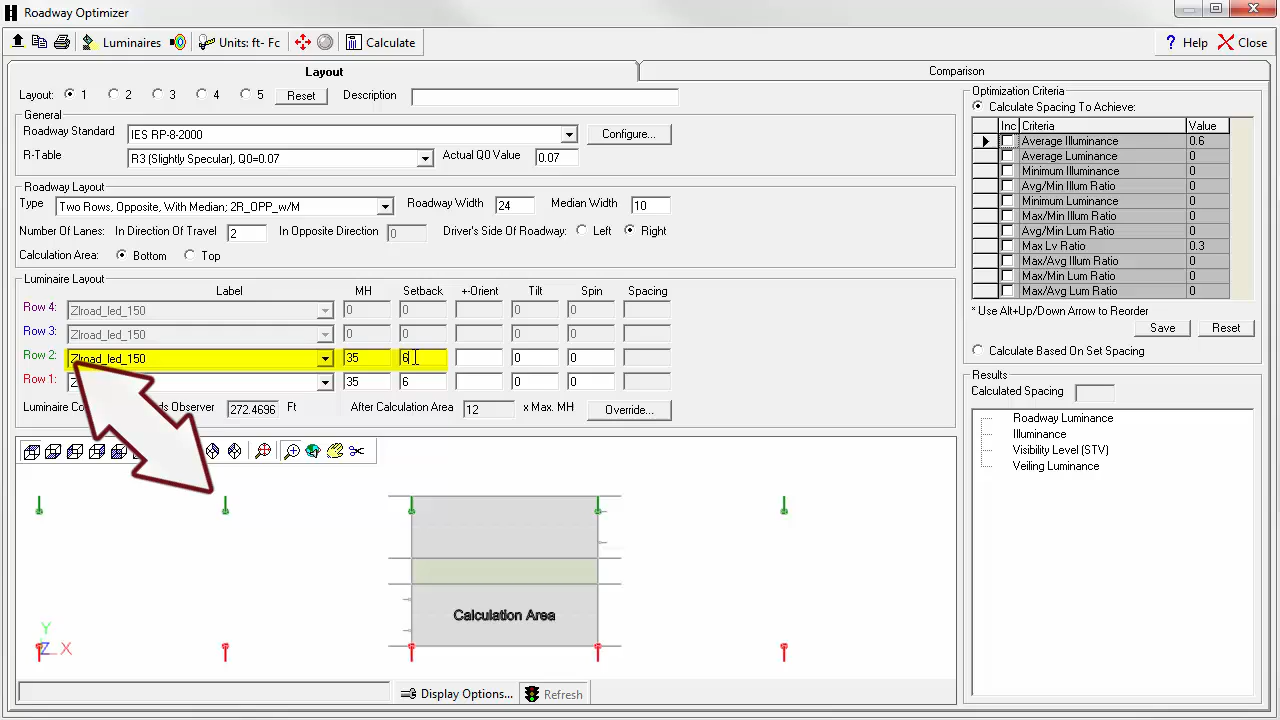 Roadway Optimizer
Luminaires Units: ft- Fc Calculate Help Close
Layout Comparison
Layout: 1 2 3 4 5 Reset Description
General
Roadway Standard IES RP-8-2000 Configure...
R-Table R3 (Slightly Specular), Q0=0.07 Actual Q0 Value 0.07
Roadway Layout
Type Two Rows, Opposite, With Median; 2R_OPP_w/M Roadway Width 24 Median Width 10
Number Of Lanes: In Direction Of Travel 2 In Opposite Direction 0 Driver's Side Of Roadway: Left Right
Calculation Area: Bottom Top
Luminaire Layout
Label MH Setback +-Orient Tilt Spin Spacing
Row 4: Zlroad_led_150 0 0 0 0
Row 3: Zlroad_led_150 0 0 0 0
Row 2: Zlroad_led_150 35 6 0 0
Row 1: Z 35 6 0 0
Luminaire Co ds Observer 272.4696 Ft After Calculation Area 12 x Max. MH Override...
Calculation Area
Y
Z X
Display Options... Refresh
Optimization Criteria
Calculate Spacing To Achieve:
Inc Criteria Value
Average Illuminance 0.6
Average Luminance 0
Minimum Illuminance 0
Avg/Min Illum Ratio 0
Minimum Luminance 0
Max/Min Illum Ratio 0
Avg/Min Lum Ratio 0
Max Lv Ratio 0.3
Max/Avg Illum Ratio 0
Max/Min Lum Ratio 0
Max/Avg Lum Ratio 0
* Use Alt+Up/Down Arrow to Reorder
Save Reset
Calculate Based On Set Spacing
Results
Calculated Spacing
Roadway Luminance
Illuminance
Visibility Level (STV)
Veiling Luminance